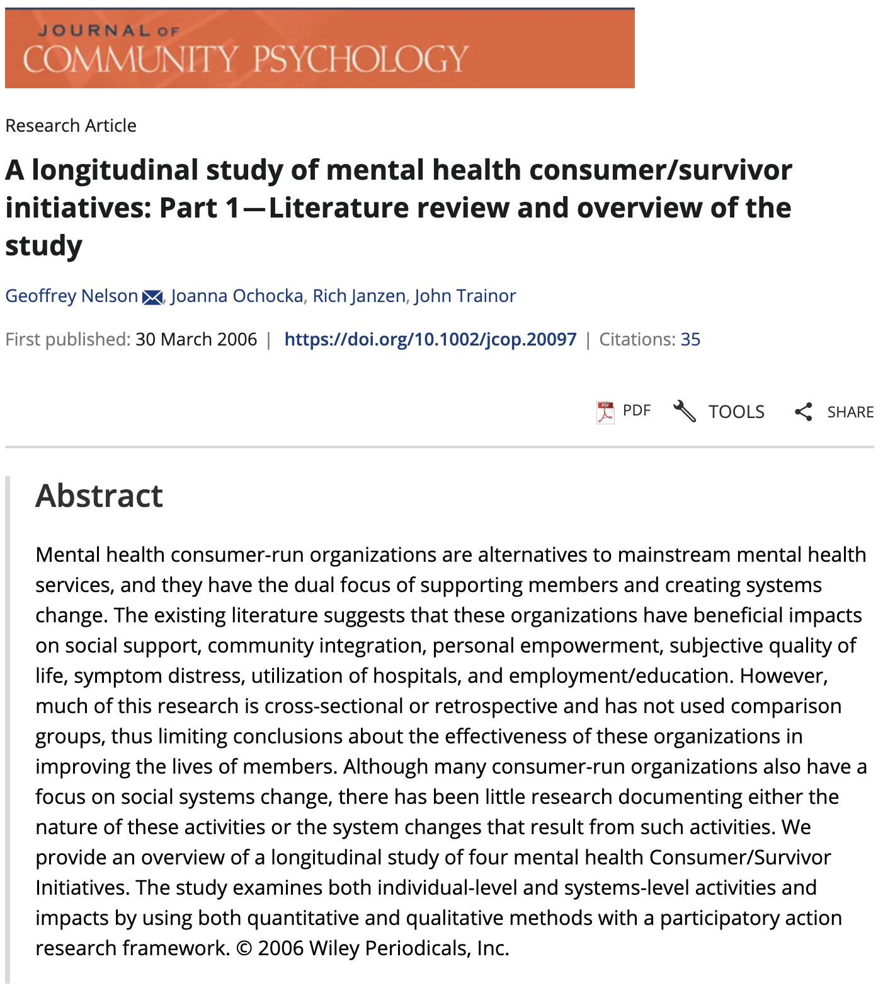 JOURNAL OF
COMMUNITY PSYCHOLOGY
Research Article
A longitudinal study of mental health consumer/survivor
initiatives: Part 1—Literature review and overview of the
study
Geoffrey Nelson, Joanna Ochocka, Rich Janzen, John Trainor
First published: 30 March 2006 | https://doi.org/10.1002/jcop.20097 | Citations: 35
PDF PDF TOOLS SHARE
Abstract
Mental health consumer-run organizations are alternatives to mainstream mental health
services, and they have the dual focus of supporting members and creating systems
change. The existing literature suggests that these organizations have beneficial impacts
on social support, community integration, personal empowerment, subjective quality of
life, symptom distress, utilization of hospitals, and employment/education. However,
much of this research is cross-sectional or retrospective and has not used comparison
groups, thus limiting conclusions about the effectiveness of these organizations in
improving the lives of members. Although many consumer-run organizations also have a
focus on social systems change, there has been little research documenting either the
nature of these activities or the system changes that result from such activities. We
provide an overview of a longitudinal study of four mental health Consumer/Survivor
Initiatives. The study examines both individual-level and systems-level activities and
impacts by using both quantitative and qualitative methods with a participatory action
research framework. © 2006 Wiley Periodicals, Inc.